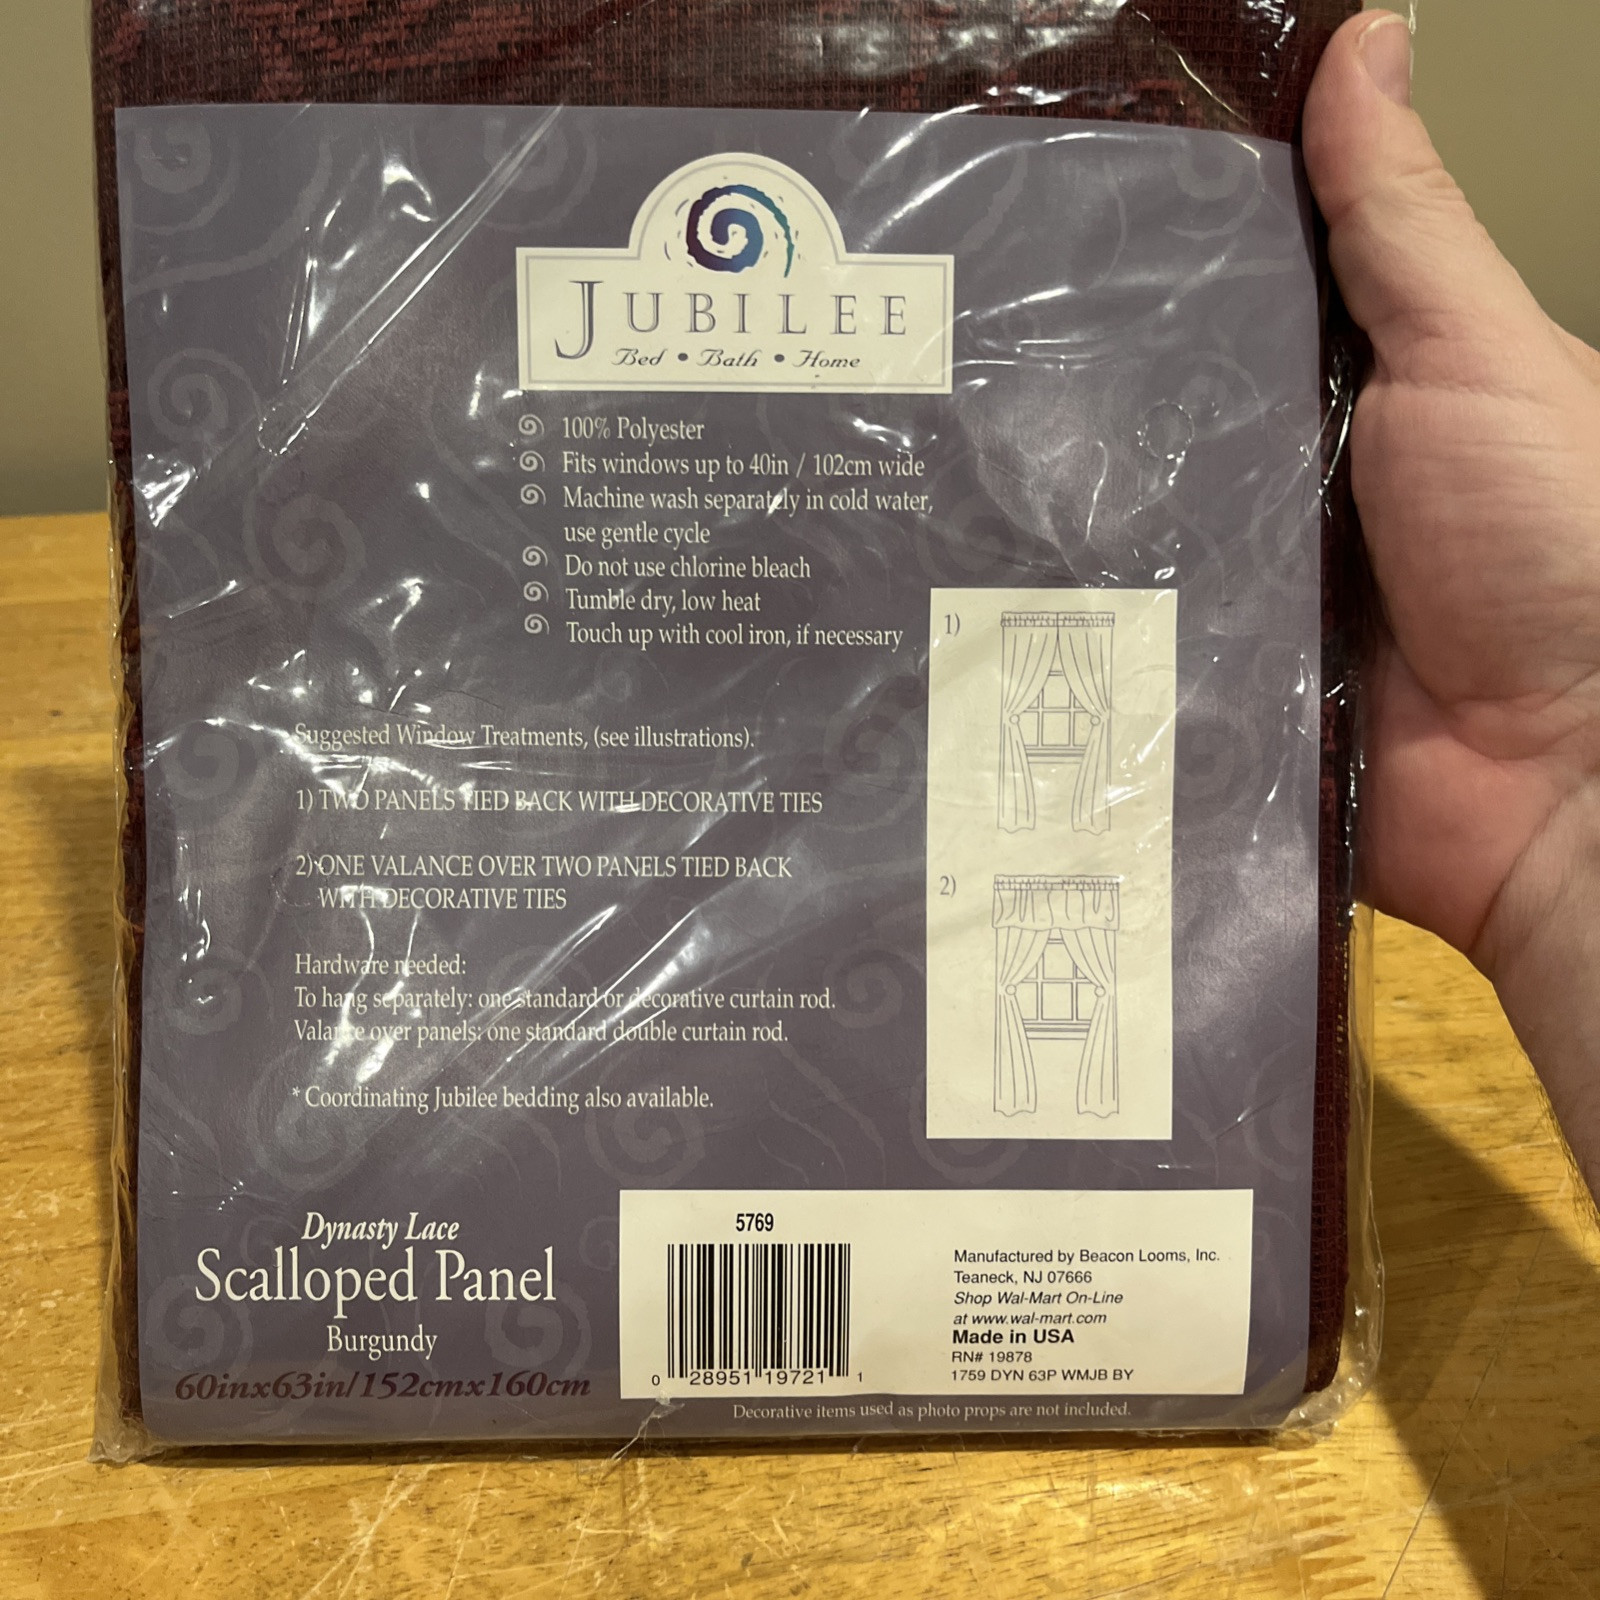 JUBILEE
Bed • Bath • Home
100% Polyester
Fits windows up to 40in / 102cm wide
Machine wash separately in cold water,
use gentle cycle
Do not use chlorine bleach
Tumble dry, low heat
Touch up with cool iron, if necessary
1)
Suggested Window Treatments, (see illustrations).
1) TWO PANELS TIED BACK WITH DECORATIVE TIES
2) ONE VALANCE OVER TWO PANELS TIED BACK
WITH DECORATIVE TIES
2)
Hardware needed:
To hang separately: one standard or decorative curtain rod.
Valance over panels: one standard double curtain rod.
* Coordinating Jubilee bedding also available.
Dynasty Lace
Scalloped Panel
Burgundy
60inx63in/152cmx160cm
5769
0 28951 19721 1
Manufactured by Beacon Looms, Inc.
Teaneck, NJ 07666
Shop Wal-Mart On-Line
at www.wal-mart.com
Made in USA
RN# 19878
1759 DYN 63P WMJB BY
Decorative items used as photo props are not included.